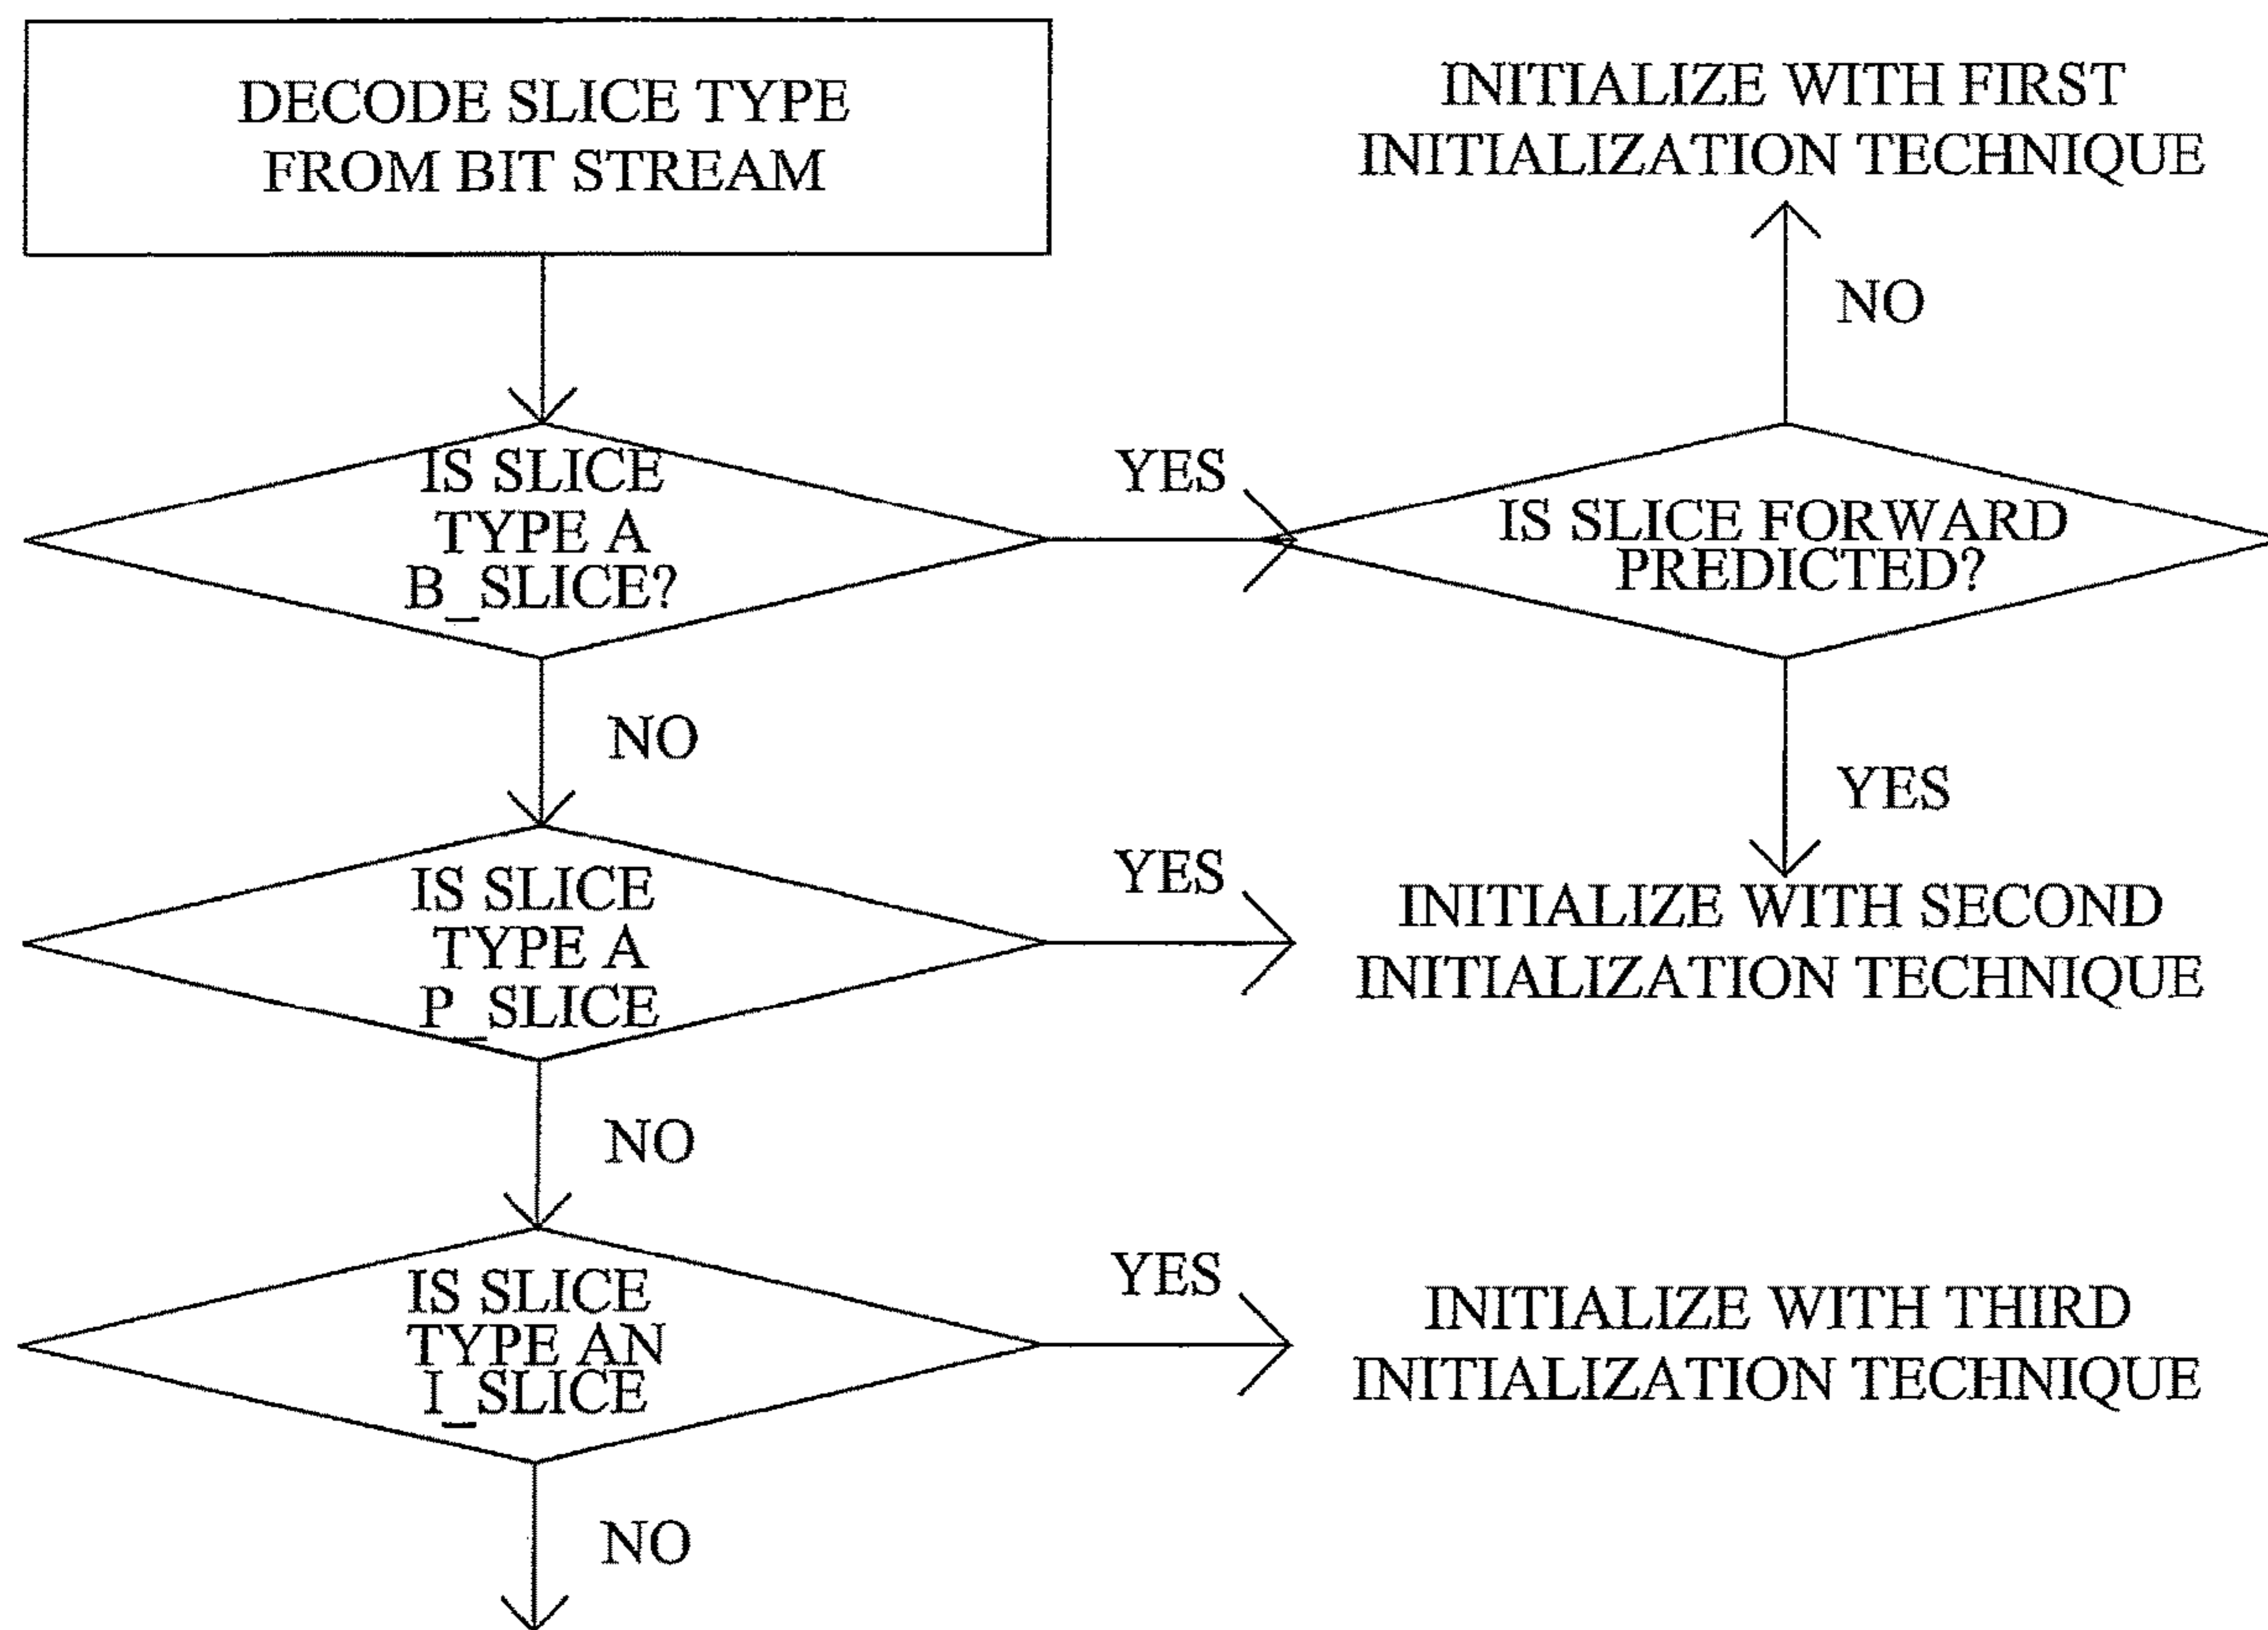 DECODE SLICE TYPE
FROM BIT STREAM
INITIALIZE WITH FIRST
INITIALIZATION TECHNIQUE
NO
IS SLICE
TYPE A
B_SLICE?
YES
IS SLICE FORWARD
PREDICTED?
NO
YES
IS SLICE
TYPE A
P_SLICE
YES
INITIALIZE WITH SECOND
INITIALIZATION TECHNIQUE
NO
IS SLICE
TYPE AN
I_SLICE
YES
INITIALIZE WITH THIRD
INITIALIZATION TECHNIQUE
NO